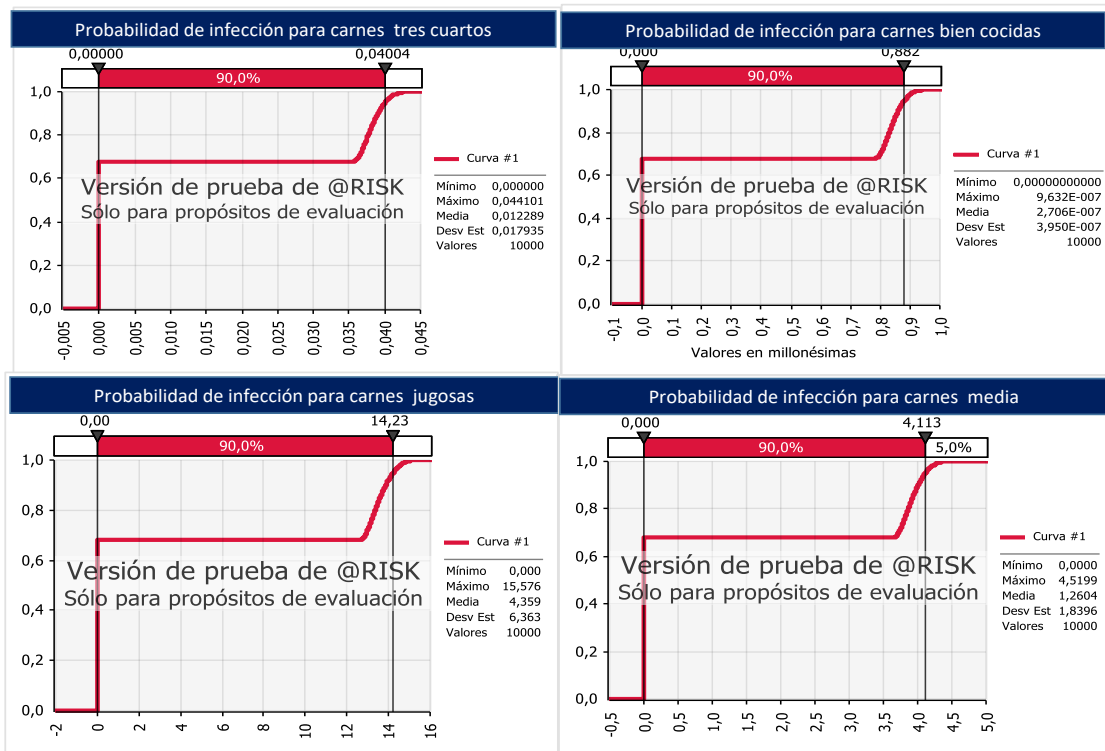 Probabilidad de infección para carnes tres cuartos
0,00000 0,04004
90,0%
1,0
0,8
0,6
0,4
0,2
0,0
-0,005 0,000 0,005 0,010 0,015 0,020 0,025 0,030 0,035 0,040 0,045
Versión de prueba de @RISK
Sólo para propósitos de evaluación
Curva #1
Mínimo 0,000000
Máximo 0,044101
Media 0,012289
Desv Est 0,017935
Valores 10000
Probabilidad de infección para carnes bien cocidas
0,000 0,882
90,0%
1,0
0,8
0,6
0,4
0,2
0,0
-0,1 0,0 0,1 0,2 0,3 0,4 0,5 0,6 0,7 0,8 0,9 1,0
Valores en millonésimas
Versión de prueba de @RISK
Sólo para propósitos de evaluación
Curva #1
Mínimo 0,00000000000
Máximo 9,632E-007
Media 2,706E-007
Desv Est 3,950E-007
Valores 10000
Probabilidad de infección para carnes jugosas
0,00 14,23
90,0%
1,0
0,8
0,6
0,4
0,2
0,0
-2 0 2 4 6 8 10 12 14 16
Versión de prueba de @RISK
Sólo para propósitos de evaluación
Curva #1
Mínimo 0,000
Máximo 15,576
Media 4,359
Desv Est 6,363
Valores 10000
Probabilidad de infección para carnes media
0,000 4,113
90,0% 5,0%
1,0
0,8
0,6
0,4
0,2
0,0
-0,5 0,0 0,5 1,0 1,5 2,0 2,5 3,0 3,5 4,0 4,5 5,0
Versión de prueba de @RISK
Sólo para propósitos de evaluación
Curva #1
Mínimo 0,0000
Máximo 4,5199
Media 1,2604
Desv Est 1,8396
Valores 10000